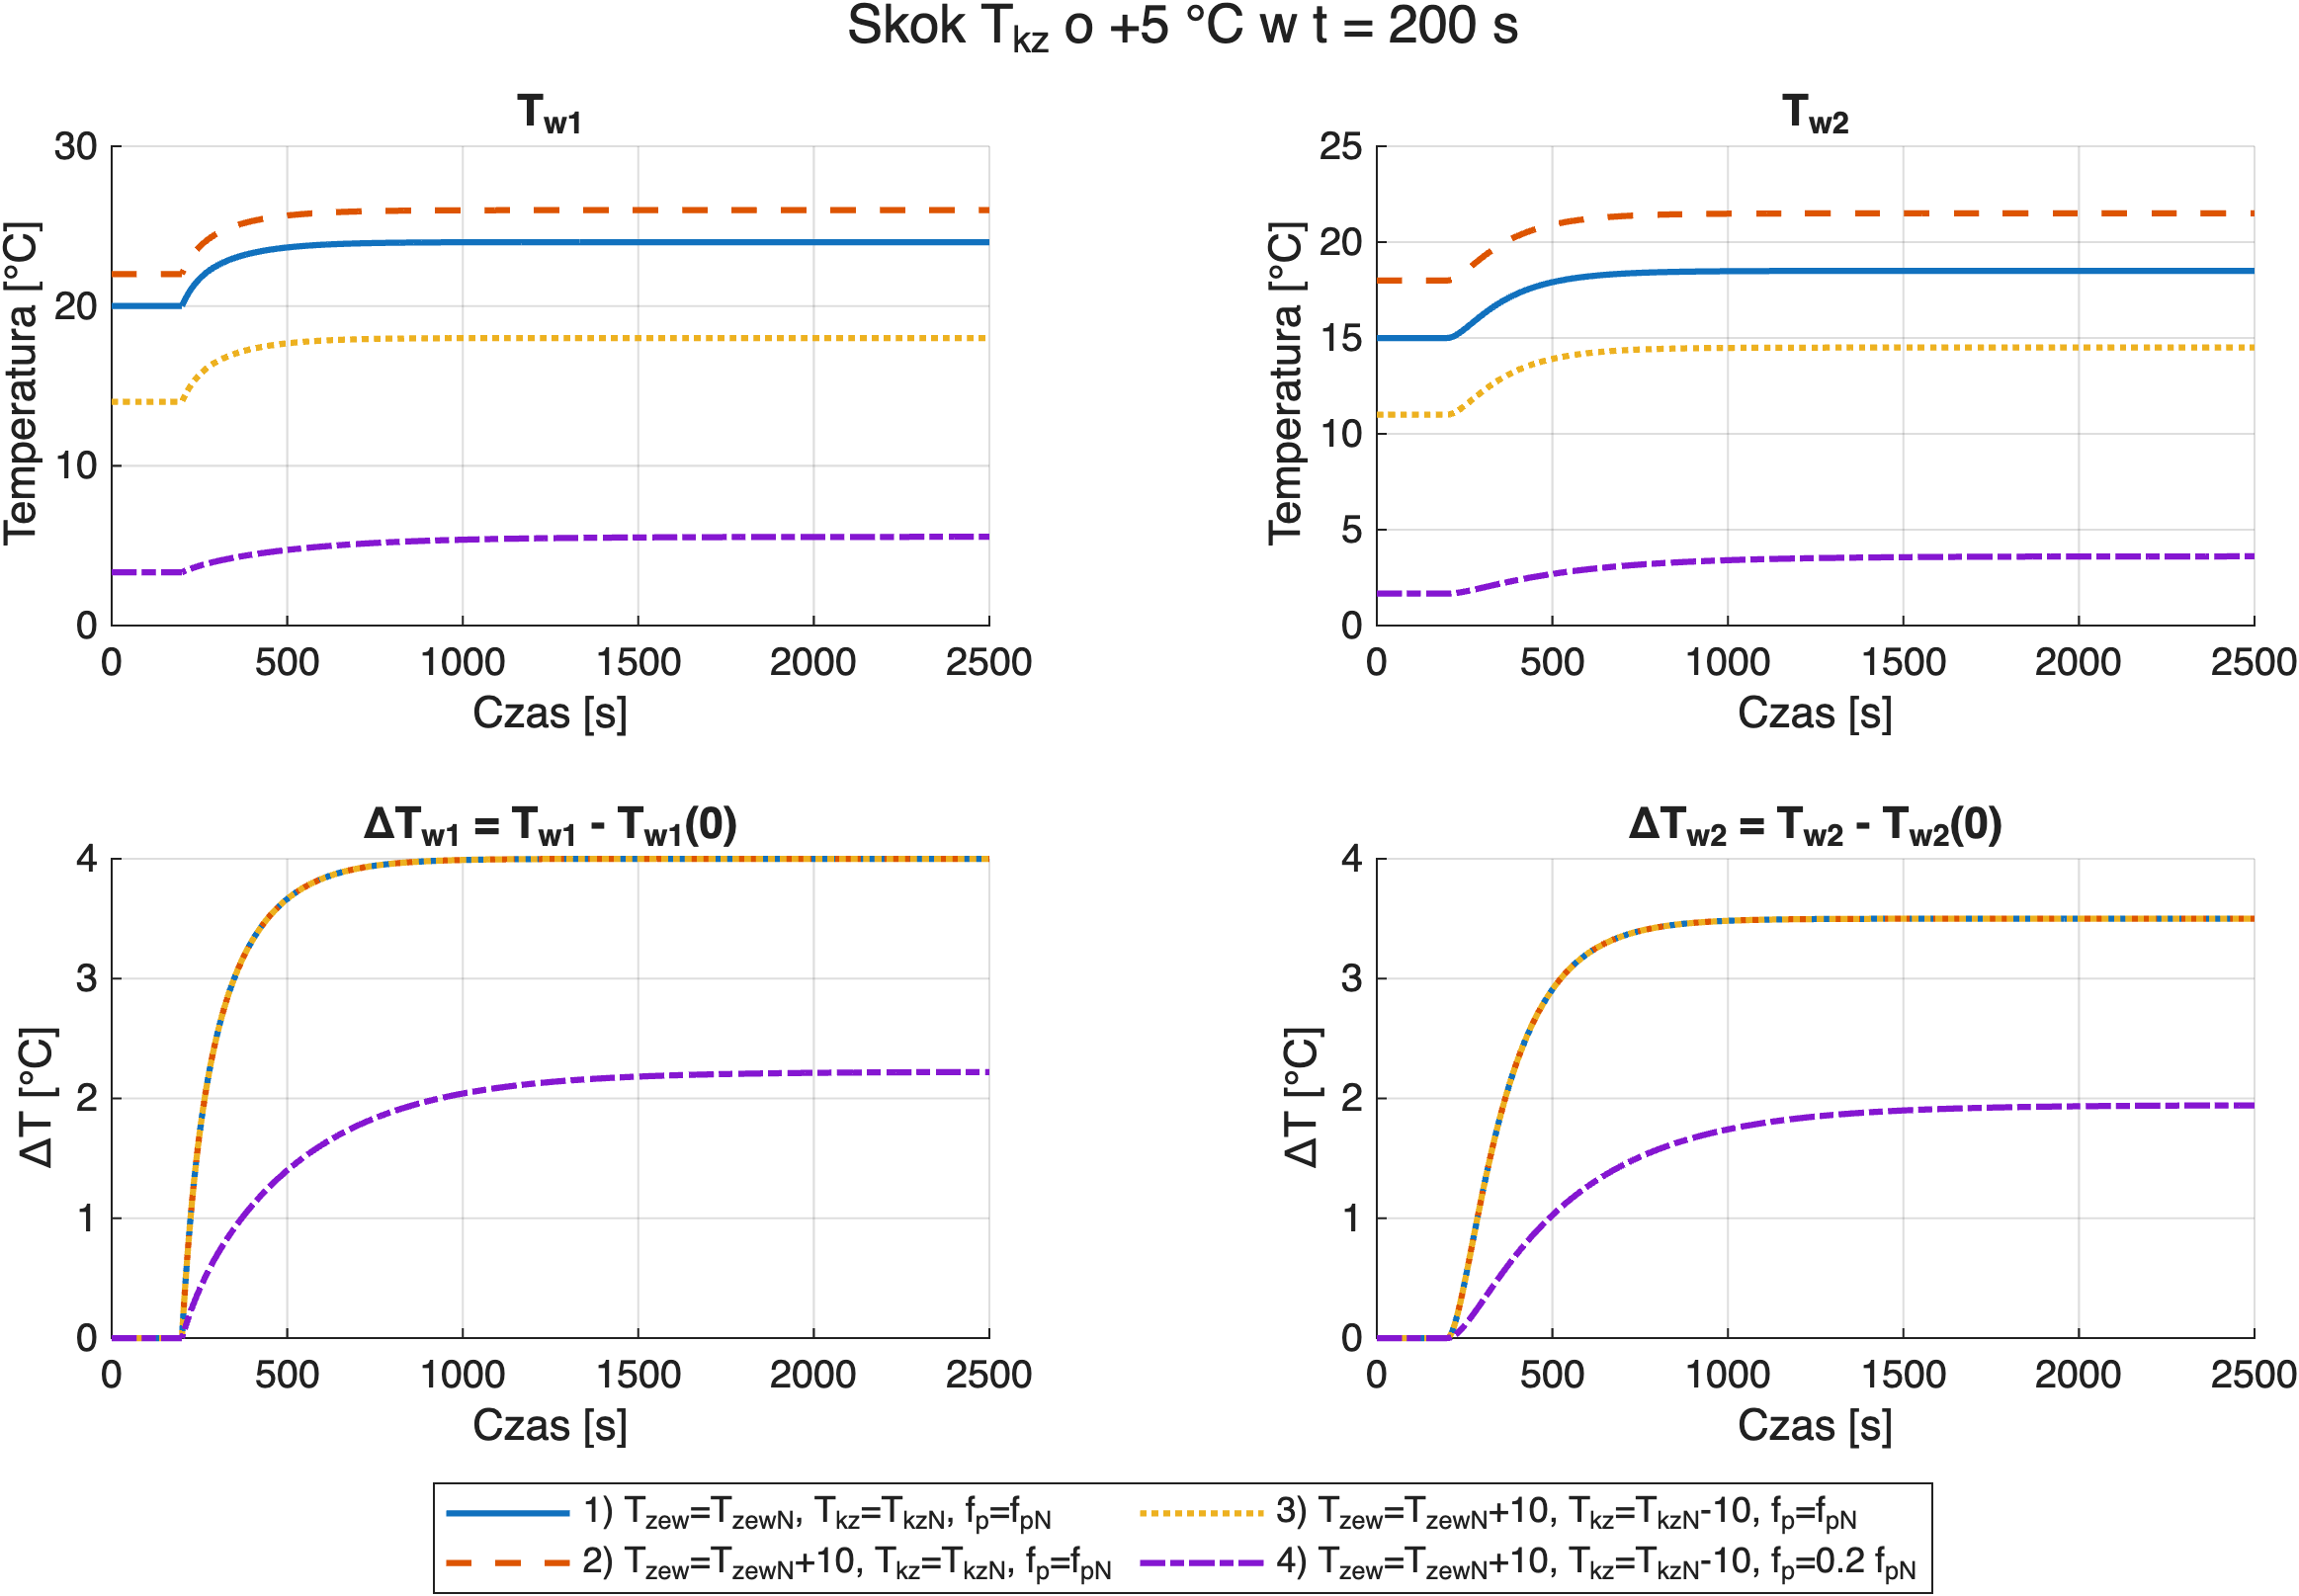 Skok Tkz o +5 °C w t = 200 s
Tw1
Temperatura [°C]
30
20
10
0
0 500 1000 1500 2000 2500
Czas [s]
Tw2
Temperatura [°C]
25
20
15
10
5
0
0 500 1000 1500 2000 2500
Czas [s]
ΔTw1 = Tw1 - Tw1(0)
ΔT [°C]
4
3
2
1
0
0 500 1000 1500 2000 2500
Czas [s]
ΔTw2 = Tw2 - Tw2(0)
ΔT [°C]
4
3
2
1
0
0 500 1000 1500 2000 2500
Czas [s]
1) Tzew=TzewN, Tkz=TkzN, fp=fpN
2) Tzew=TzewN+10, Tkz=TkzN, fp=fpN
3) Tzew=TzewN+10, Tkz=TkzN-10, fp=fpN
4) Tzew=TzewN+10, Tkz=TkzN-10, fp=0.2 fpN